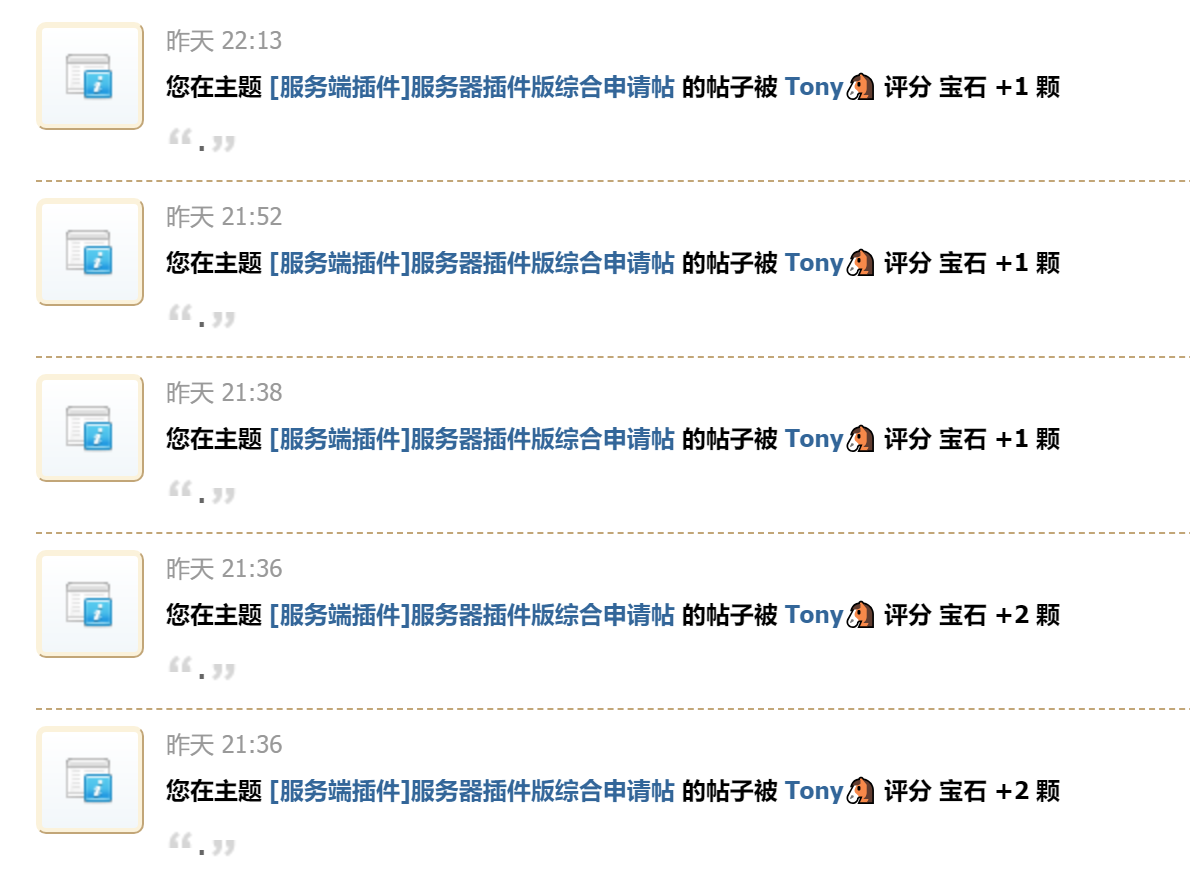 昨天 22:13
您在主题 [服务端插件]服务器插件版综合申请帖 的帖子被 Tony 评分 宝石 +1 颗
“.”
昨天 21:52
您在主题 [服务端插件]服务器插件版综合申请帖 的帖子被 Tony 评分 宝石 +1 颗
“.”
昨天 21:38
您在主题 [服务端插件]服务器插件版综合申请帖 的帖子被 Tony 评分 宝石 +1 颗
“.”
昨天 21:36
您在主题 [服务端插件]服务器插件版综合申请帖 的帖子被 Tony 评分 宝石 +2 颗
“.”
昨天 21:36
您在主题 [服务端插件]服务器插件版综合申请帖 的帖子被 Tony 评分 宝石 +2 颗
“.”